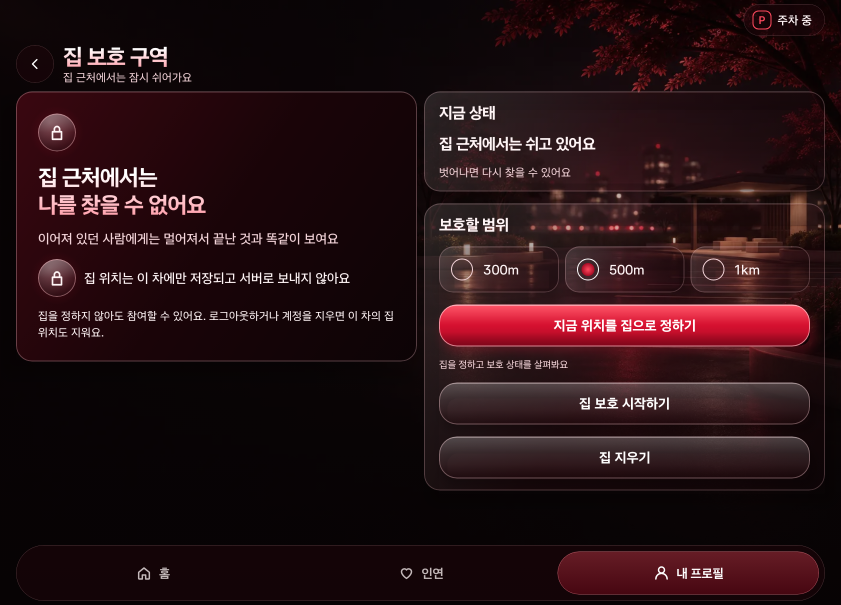 P 주차 중
집 보호 구역
집 근처에서는 잠시 쉬어가요
집 근처에서는
나를 찾을 수 없어요
이어져 있던 사람에게는 멀어져서 끝난 것과 똑같이 보여요
집 위치는 이 차에만 저장되고 서버로 보내지 않아요
집을 정하지 않아도 참여할 수 있어요. 로그아웃하거나 계정을 지우면 이 차의 집
위치도 지워요.
지금 상태
집 근처에서는 쉬고 있어요
벗어나면 다시 찾을 수 있어요
보호할 범위
300m 500m 1km
지금 위치를 집으로 정하기
집을 정하고 보호 상태를 살펴봐요
집 보호 시작하기
집 지우기
홈 인연 내 프로필